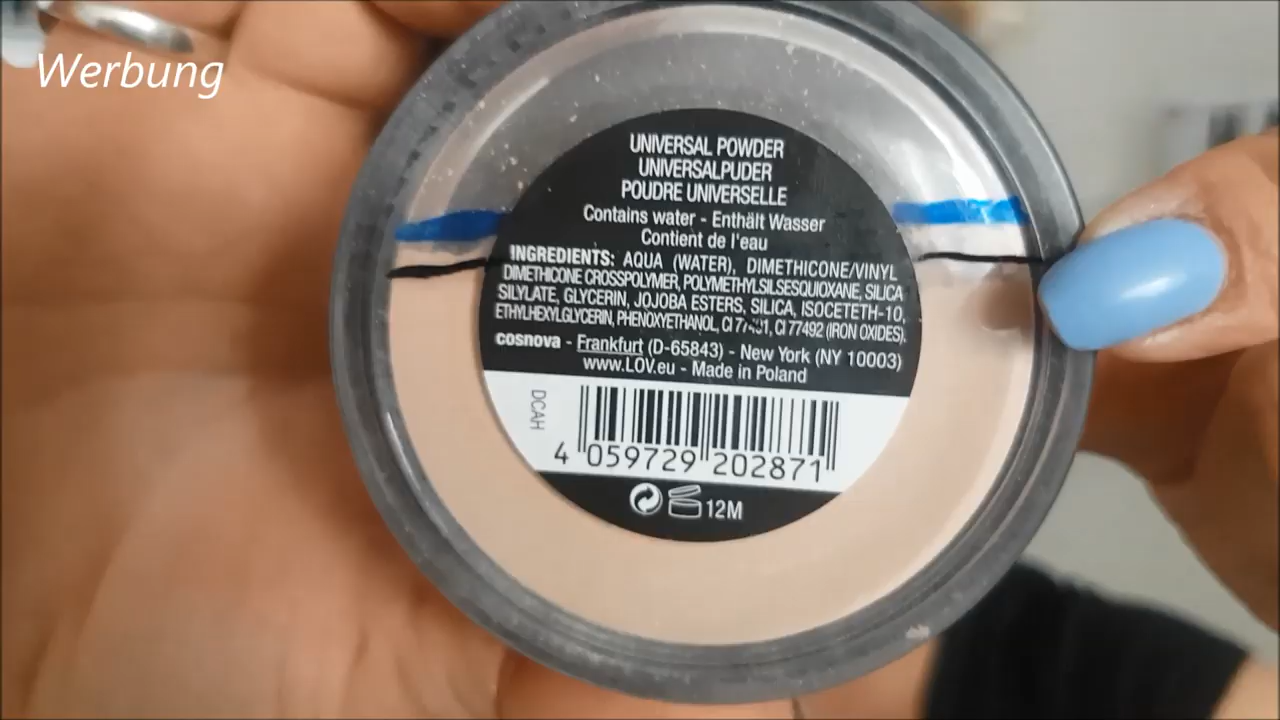 Werbung
UNIVERSAL POWDER
UNIVERSALPUDER
POUDRE UNIVERSELLE
Contains water - Enthält Wasser
Contient de l'eau
INGREDIENTS: AQUA (WATER), DIMETHICONE/VINYL
DIMETHICONE CROSSPOLYMER, POLYMETHYLSILSESQUIOXANE, SILICA
SILYLATE, GLYCERIN, JOJOBA ESTERS, SILICA, ISOCETETH-10,
ETHYLHEXYLGLYCERIN, PHENOXYETHANOL, CI 77491, CI 77492 (IRON OXIDES).
cosnova - Frankfurt (D-65843) - New York (NY 10003)
www.LOV.eu - Made in Poland
DCAH
4 059729 202871
12M